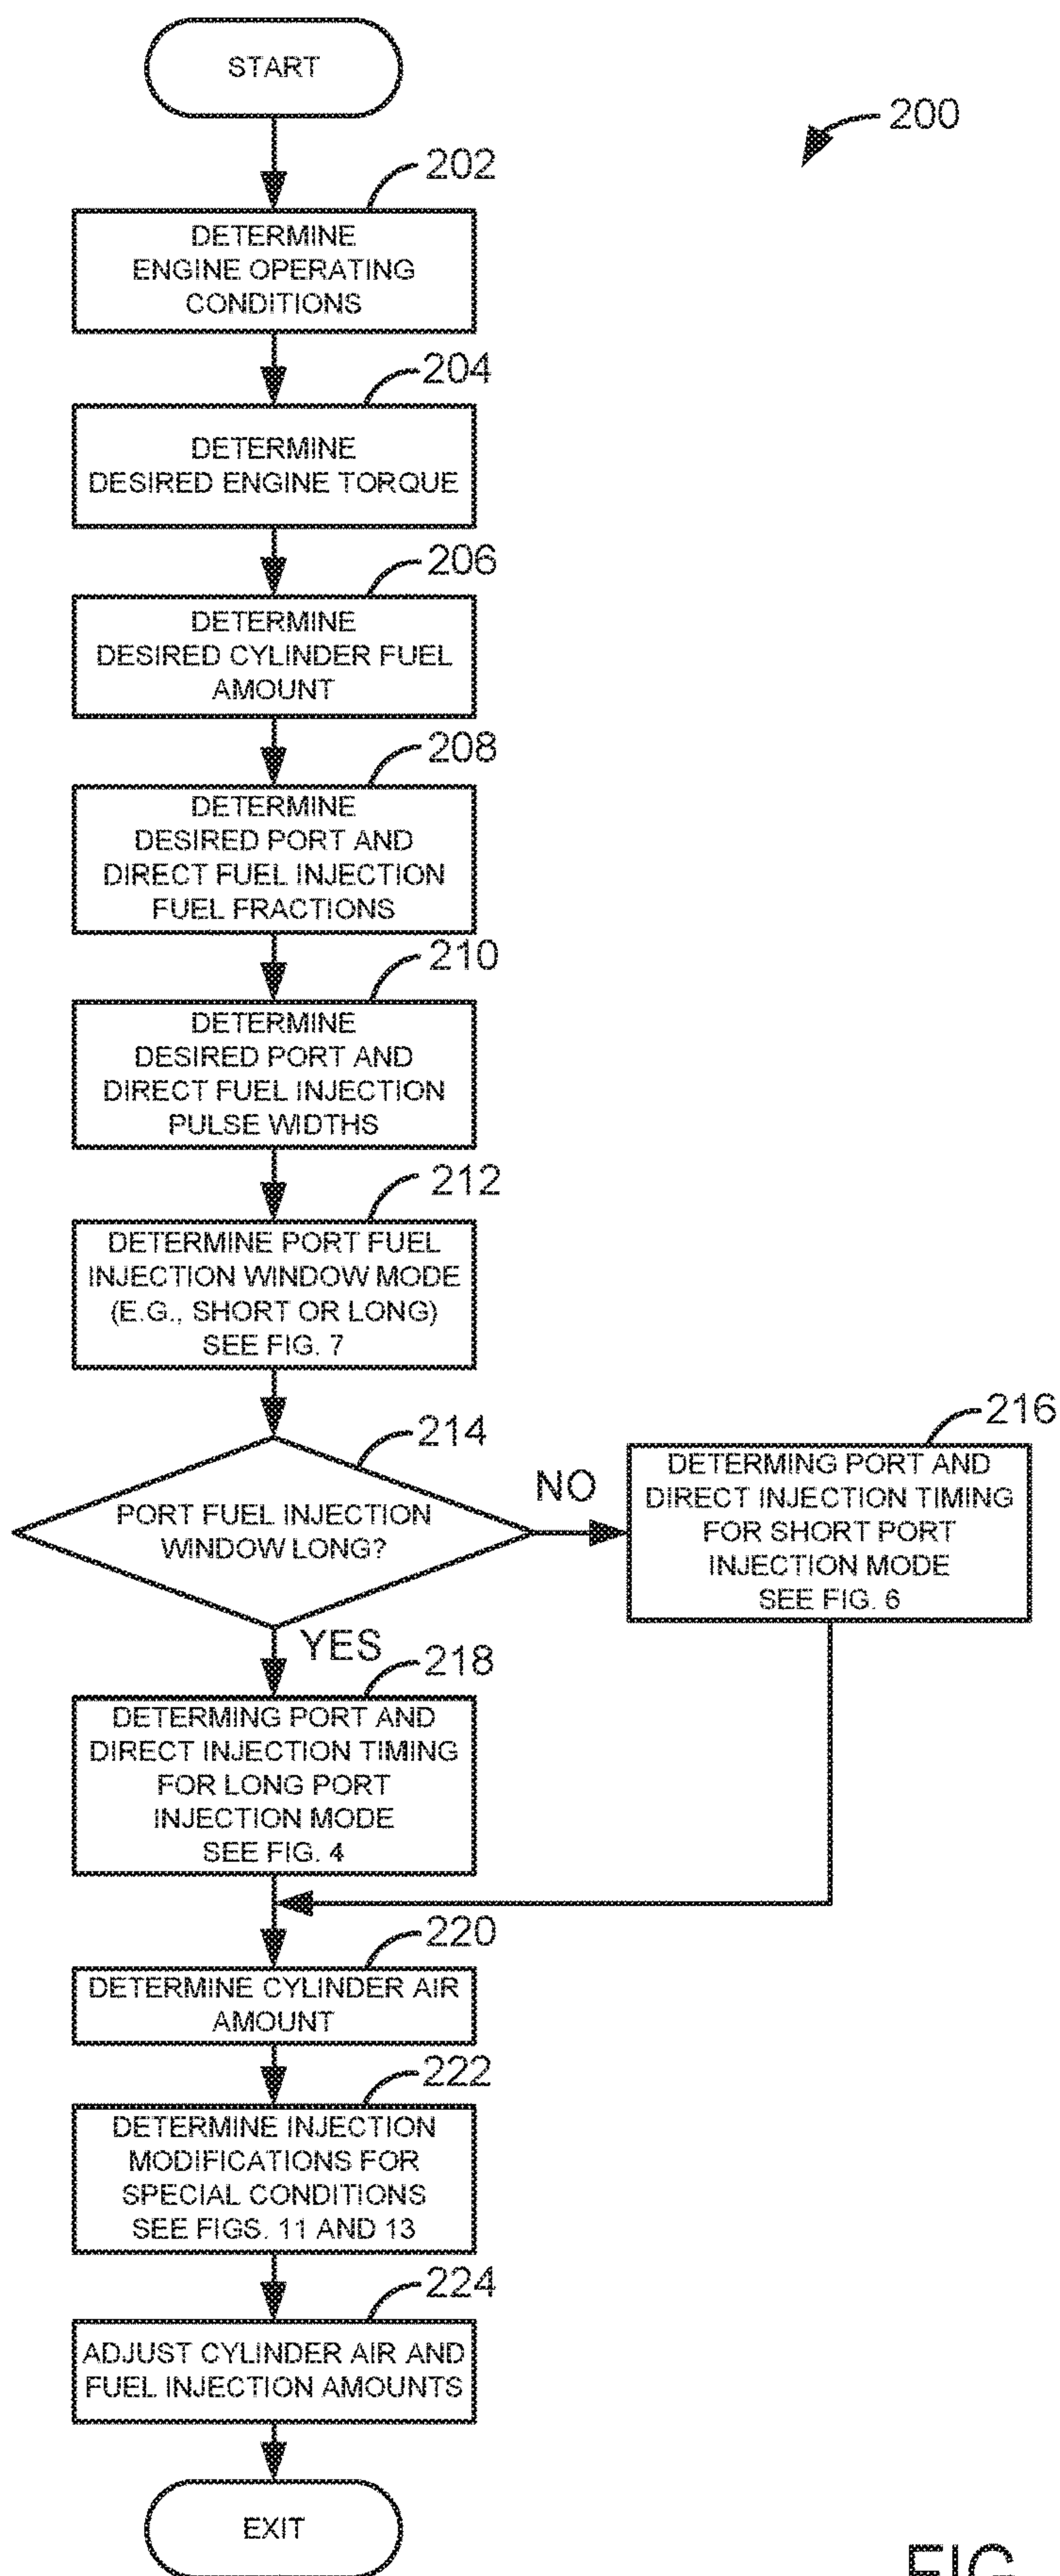 START
200
202
DETERMINE
ENGINE OPERATING
CONDITIONS
204
DETERMINE
DESIRED ENGINE TORQUE
206
DETERMINE
DESIRED CYLINDER FUEL
AMOUNT
208
DETERMINE
DESIRED PORT AND
DIRECT FUEL INJECTION
FUEL FRACTIONS
210
DETERMINE
DESIRED PORT AND
DIRECT FUEL INJECTION
PULSE WIDTHS
212
DETERMINE PORT FUEL
INJECTION WINDOW MODE
(E.G., SHORT OR LONG)
SEE FIG. 7
214
PORT FUEL INJECTION
WINDOW LONG?
NO
216
DETERMING PORT AND
DIRECT INJECTION TIMING
FOR SHORT PORT
INJECTION MODE
SEE FIG. 6
YES
218
DETERMING PORT AND
DIRECT INJECTION TIMING
FOR LONG PORT
INJECTION MODE
SEE FIG. 4
220
DETERMINE CYLINDER AIR
AMOUNT
222
DETERMINE INJECTION
MODIFICATIONS FOR
SPECIAL CONDITIONS
SEE FIGS. 11 AND 13
224
ADJUST CYLINDER AIR AND
FUEL INJECTION AMOUNTS
EXIT
FIG